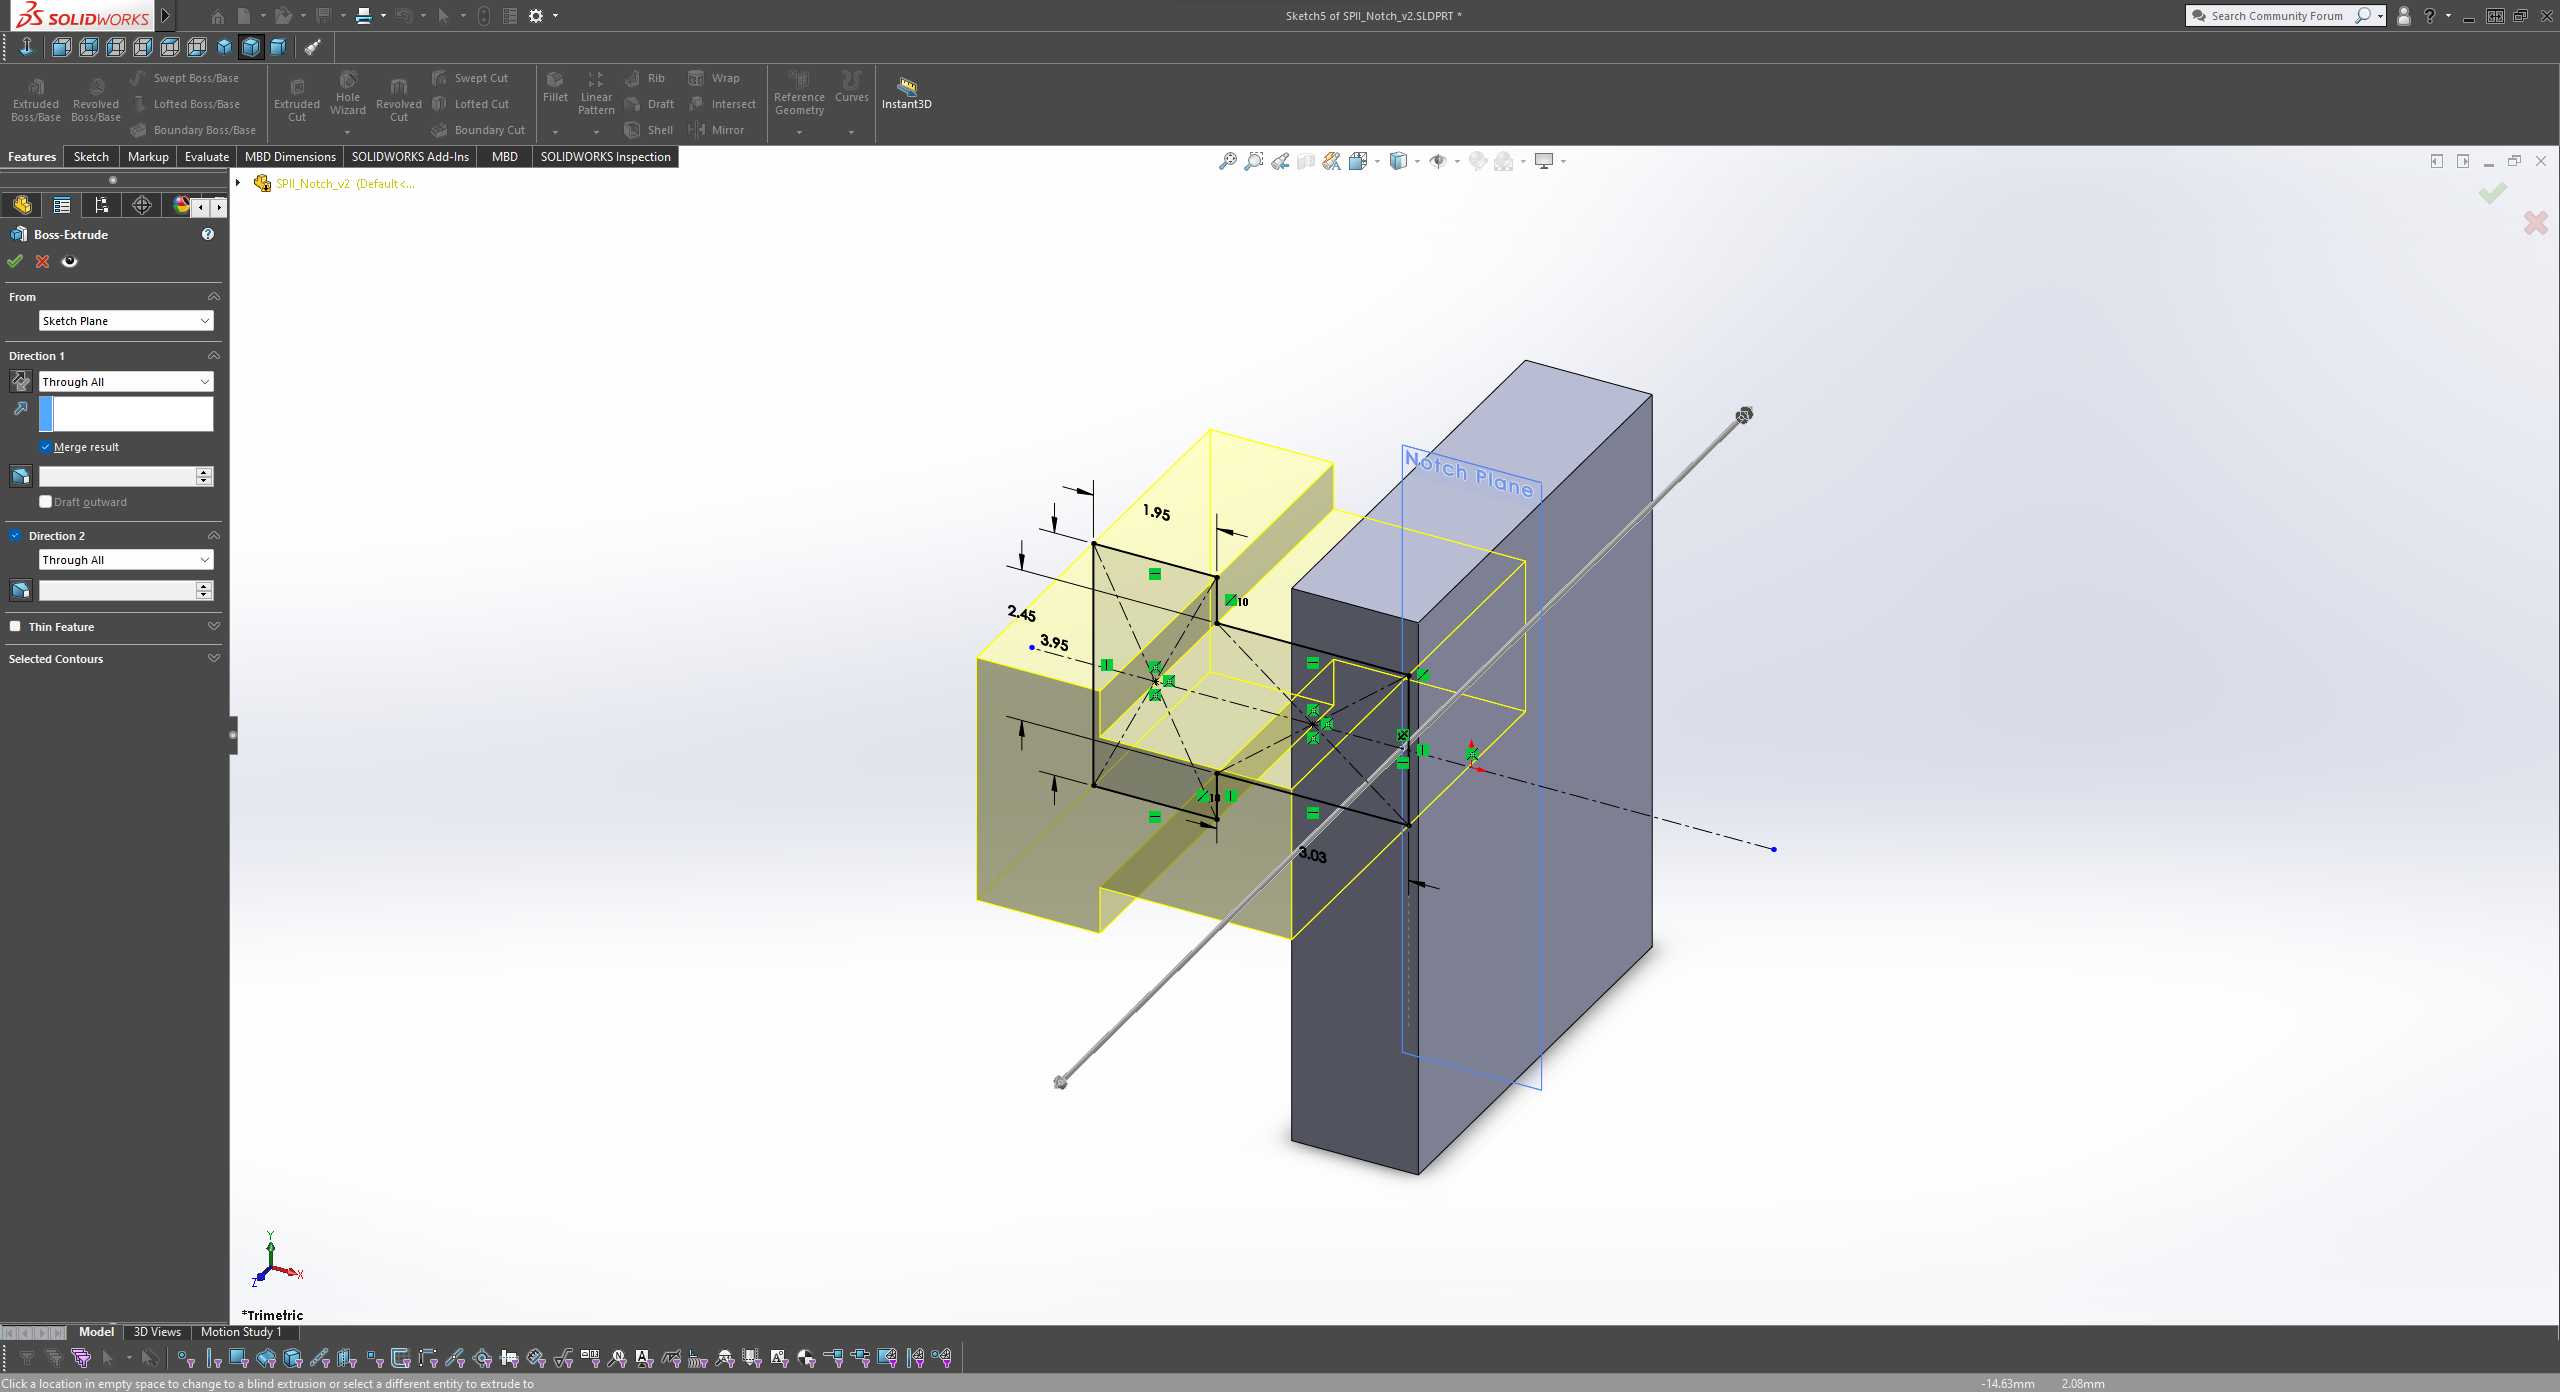 SOLIDWORKS
Sketch5 of SPII_Notch_v2.SLDPRT *
Search Community Forum
Extruded Boss/Base
Revolved Boss/Base
Swept Boss/Base
Lofted Boss/Base
Boundary Boss/Base
Extruded Cut
Hole Wizard
Revolved Cut
Swept Cut
Lofted Cut
Boundary Cut
Fillet
Linear Pattern
Rib
Draft
Shell
Wrap
Intersect
Mirror
Reference Geometry
Curves
Instant3D
Features
Sketch
Markup
Evaluate
MBD Dimensions
SOLIDWORKS Add-Ins
MBD
SOLIDWORKS Inspection
SPII_Notch_v2 (Default<...
Boss-Extrude
From
Sketch Plane
Direction 1
Through All
Merge result
Draft outward
Direction 2
Through All
Thin Feature
Selected Contours
Notch Plane
1.95
2.45
3.95
10
10
3.03
Y
X
Z
*Trimetric
Model
3D Views
Motion Study 1
Click a location in empty space to change to a blind extrusion or select a different entity to extrude to
-14.63mm
2.08mm